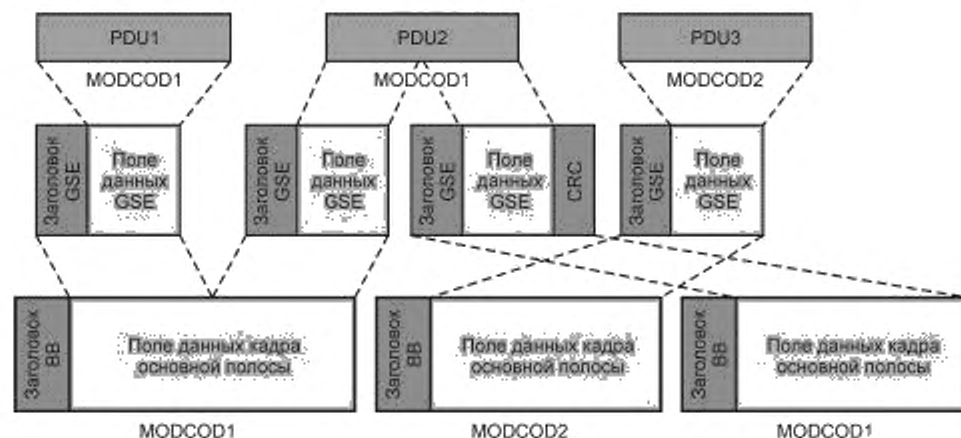 PDU1
PDU2
PDU3
MODCOD1
MODCOD1
MODCOD2
Заголовок
GSE
Поле
данных
GSE
Заголовок
GSE
Поле
данных
GSE
Заголовок
GSE
Поле
данных
GSE
CRC
Заголовок
GSE
Поле
данных
GSE
Заголовок
BB
Поле данных кадра
основной полосы
Заголовок
BB
Поле данных кадра
основной полосы
Заголовок
BB
Поле данных кадра
основной полосы
MODCOD1
MODCOD2
MODCOD1